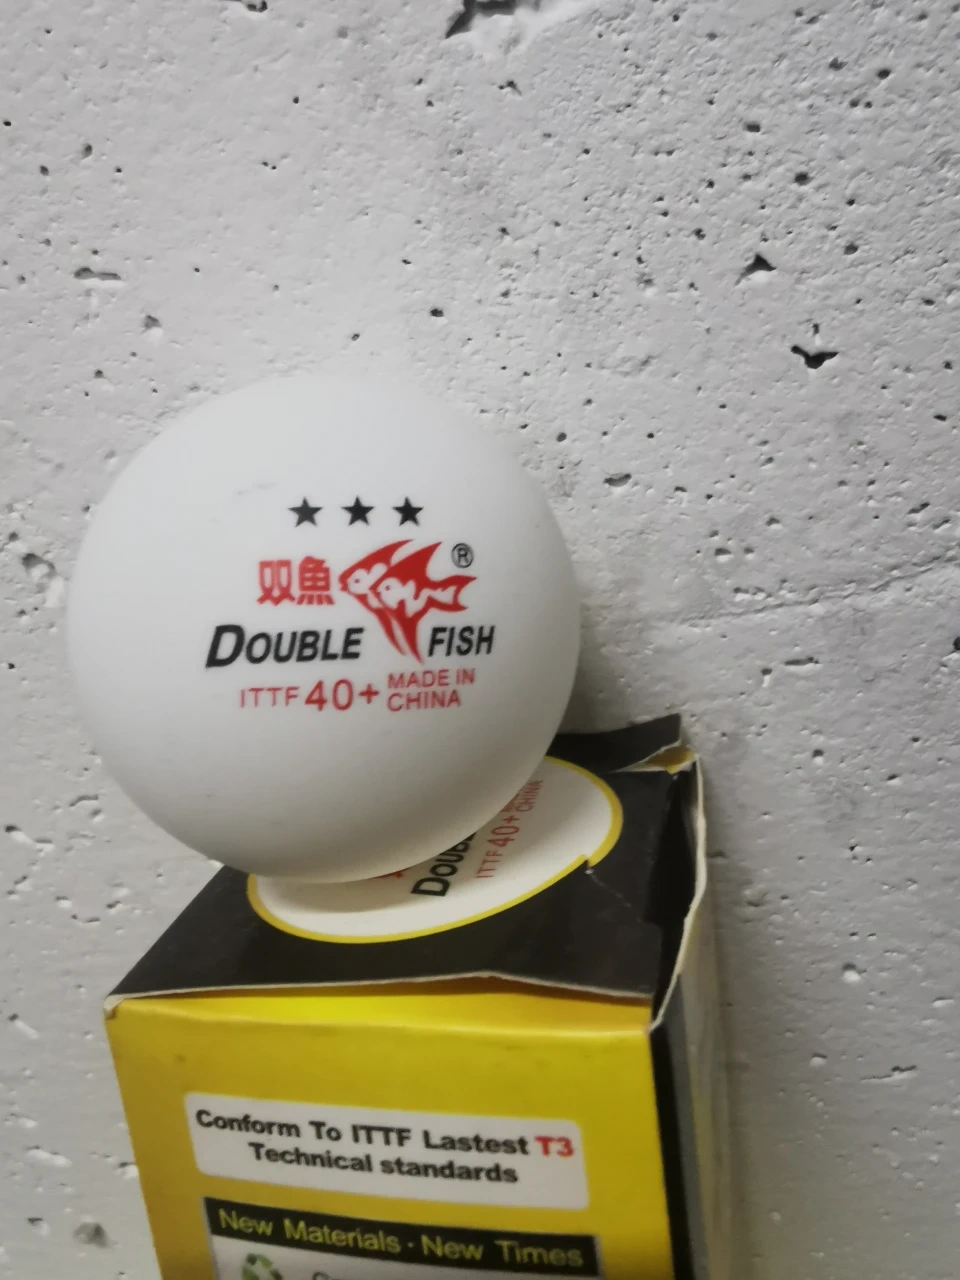 ★★★
双魚 ®
DOUBLE FISH
ITTF 40+ MADE IN
CHINA
DOUB
ITTF 40+
CHINA
Conform To ITTF Lastest T3
Technical standards
New Materials · New Times